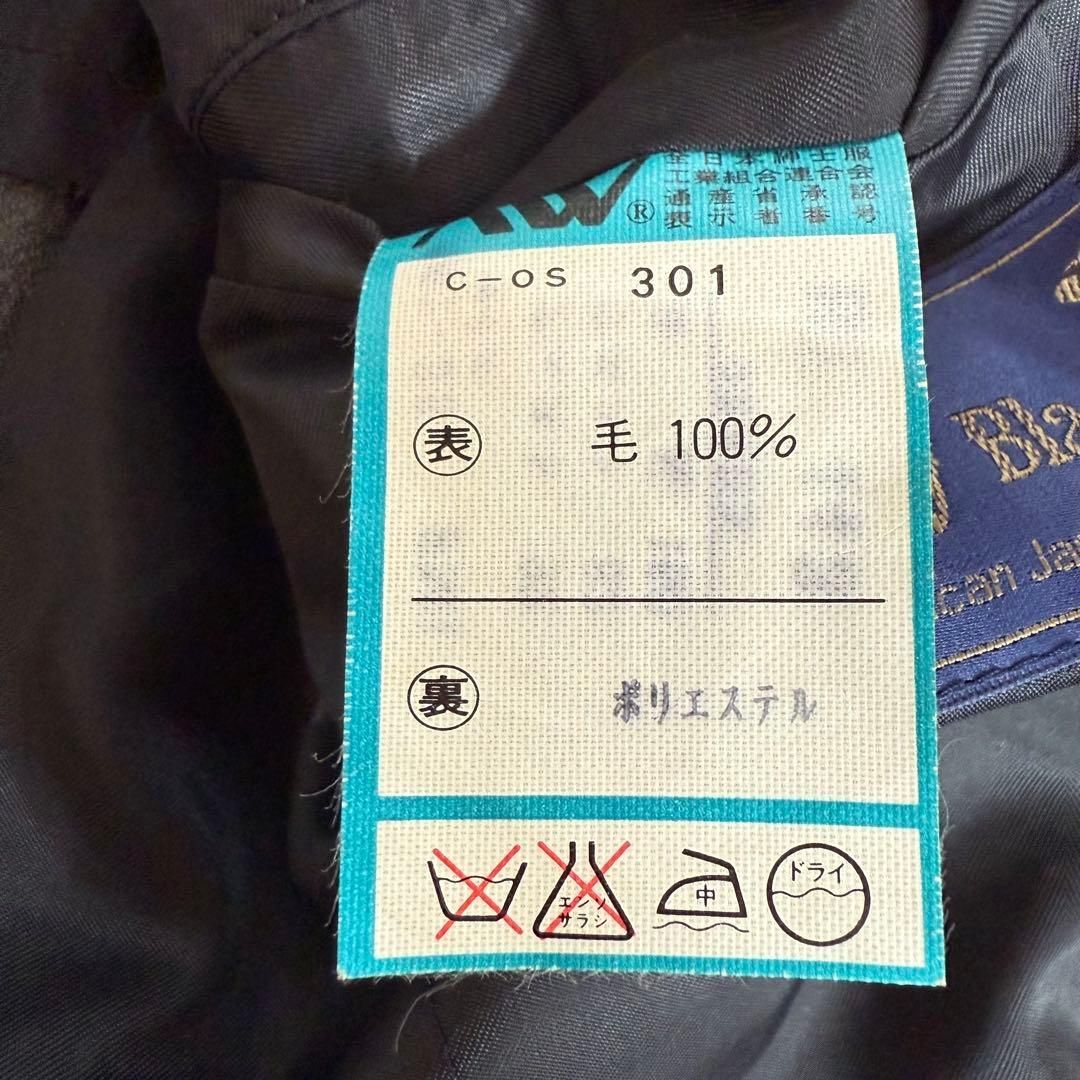 全日本紳士服
工業組合連合会
通産省承認
表示者番号
®
C-OS 301
表 毛 100%
裏 ポリエステル
エンソ
サラシ
中
ドライ